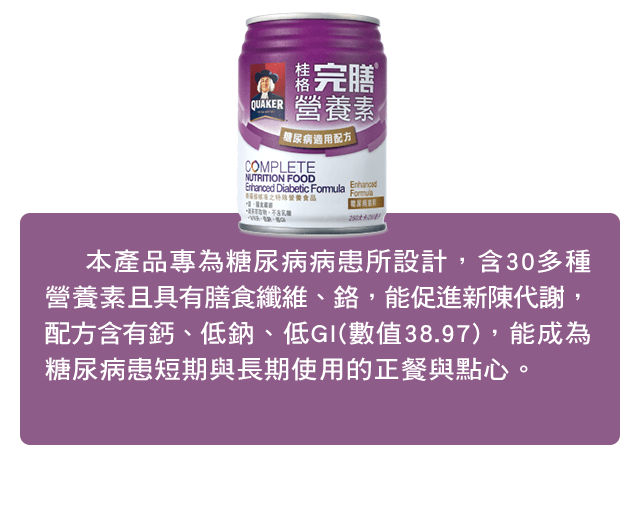 桂格
完膳
營養素
QUAKER
糖尿病適用配方
COMPLETE
NUTRITION FOOD
Enhanced Diabetic Formula
Enhanced
Formula
本產品專為糖尿病病患所設計，含30多種
營養素且具有膳食纖維、鉻，能促進新陳代謝，
配方含有鈣、低鈉、低GI(數值38.97)，能成為
糖尿病患短期與長期使用的正餐與點心。